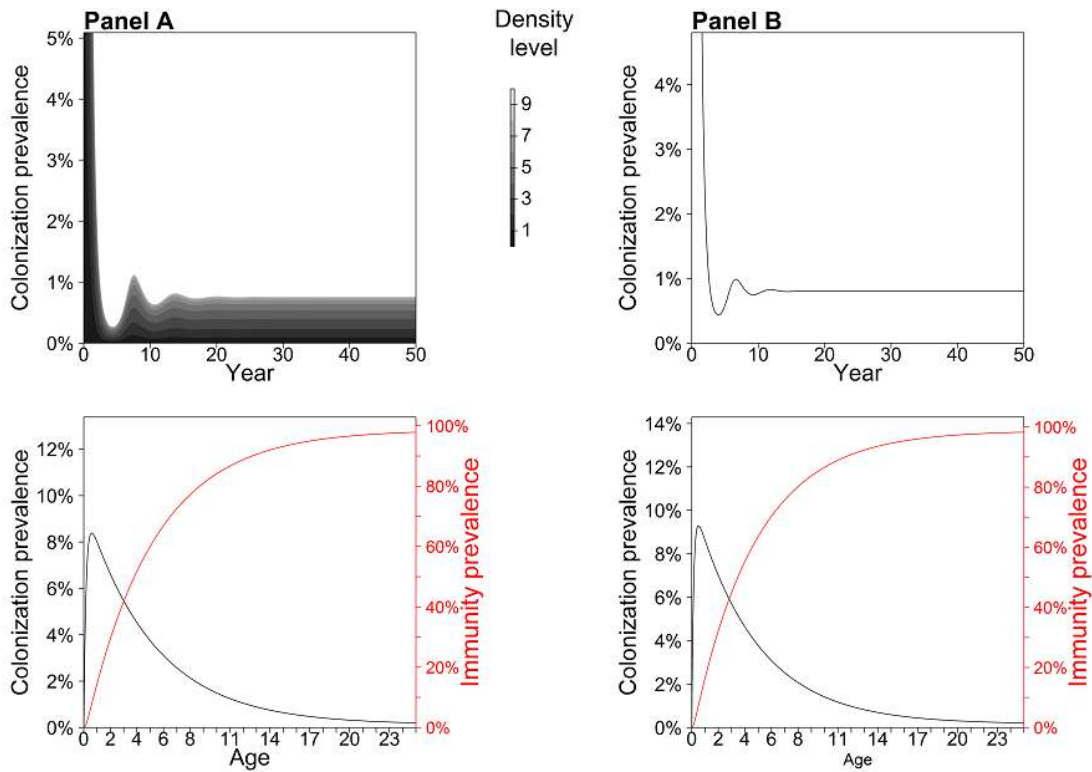 Panel A
Density level
Panel B
5%
4%
3%
2%
1%
0%
Colonization prevalence
0 10 20 30 40 50
Year
9
7
5
3
1
4%
3%
2%
1%
0%
Colonization prevalence
0 10 20 30 40 50
Year
12%
10%
8%
6%
4%
2%
0%
Colonization prevalence
100%
80%
60%
40%
20%
0%
Immunity prevalence
0 2 4 6 8 11 14 17 20 23
Age
14%
12%
10%
8%
6%
4%
2%
0%
Colonization prevalence
100%
80%
60%
40%
20%
0%
Immunity prevalence
0 2 4 6 8 11 14 17 20 23
Age